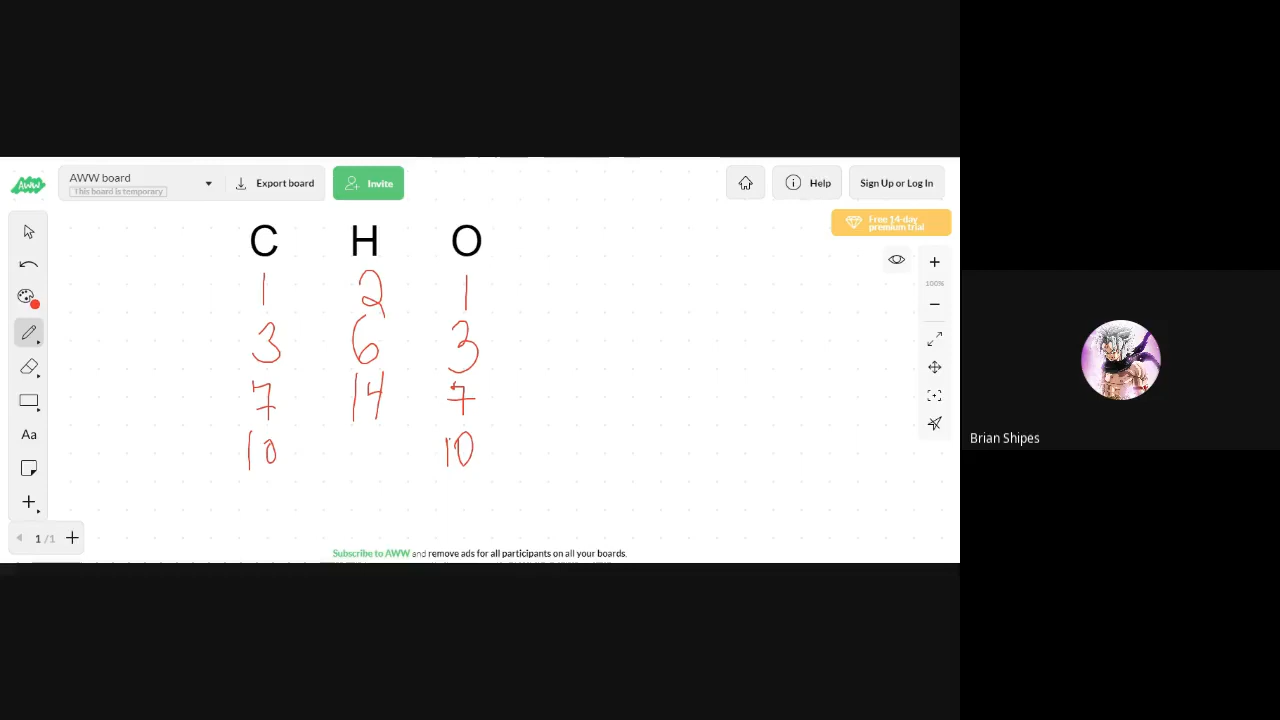 AWW
AWW board
This board is temporary
Export board
Invite
Help
Sign Up or Log In
Free 14-day
premium trial
C H O
1 2 1
3 6 3
7 14 7
10 10
100%
Aa
1 /1
Subscribe to AWW and remove ads for all participants on all your boards.
Brian Shipes